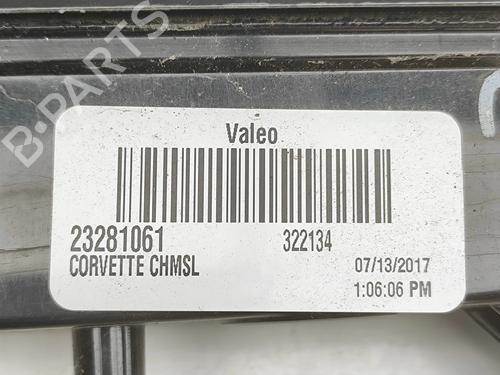 B-PARTS
Valeo
23281061 322134
CORVETTE CHMSL 07/13/2017
1:06:06 PM